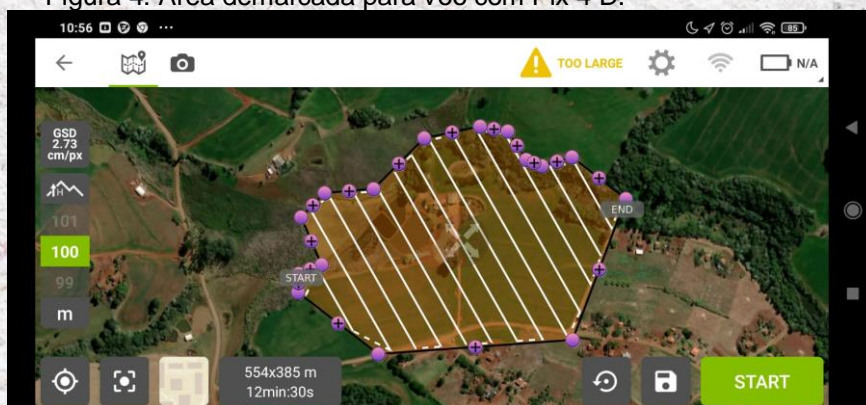 Figura 4. Área demarcada para voo com Pix 4 D.
10:56
85
TOO LARGE
N/A
GSD
2.73
cm/px
H
101
100
99
m
START
END
554x385 m
12min:30s
START